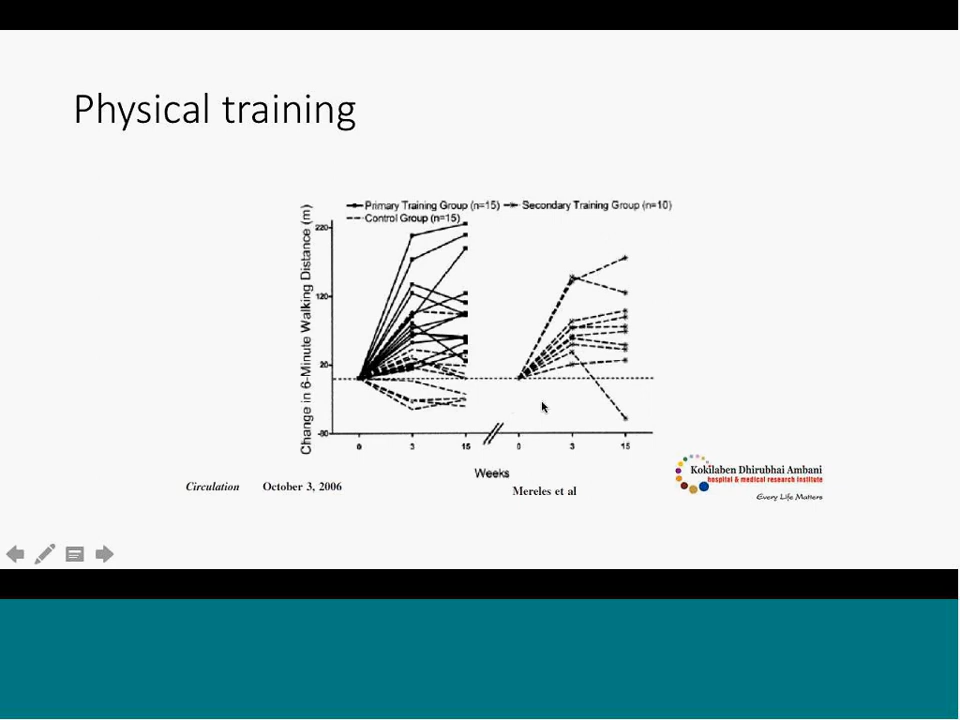 Physical training
Primary Training Group (n=15) Secondary Training Group (n=10)
Control Group (n=15)
Change in 6-Minute Walking Distance (m)
220
120
20
-80
0 3 15 0 3 15
Weeks
Circulation October 3, 2006
Mereles et al
Kokilaben Dhirubhai Ambani
hospital & medical research institute
Every Life Matters